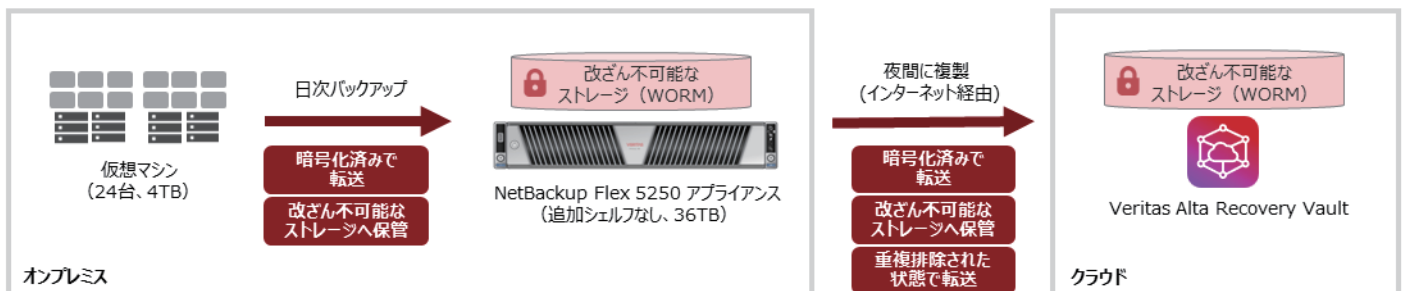 仮想マシン
(24台、4TB)
日次バックアップ
暗号化済みで
転送
改ざん不可能な
ストレージへ保管
改ざん不可能な
ストレージ（WORM）
NetBackup Flex 5250 アプライアンス
（追加シェルフなし、36TB）
オンプレミス
夜間に複製
(インターネット経由)
暗号化済みで
転送
改ざん不可能な
ストレージへ保管
重複排除された
状態で転送
改ざん不可能な
ストレージ（WORM）
Veritas Alta Recovery Vault
クラウド